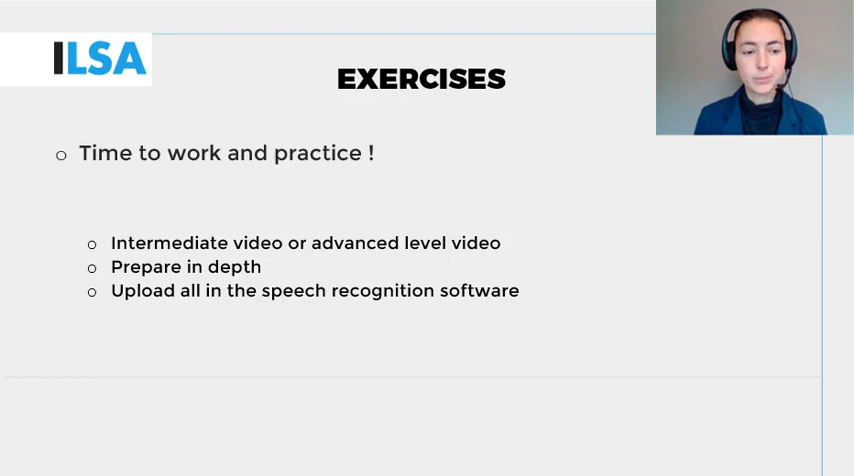 ILSA
EXERCISES
Time to work and practice !
Intermediate video or advanced level video
Prepare in depth
Upload all in the speech recognition software